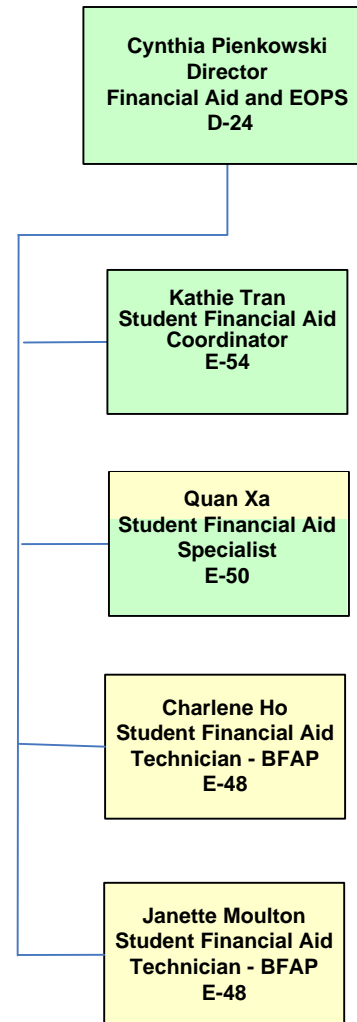 Cynthia Pienkowski
Director
Financial Aid and EOPS
D-24
Kathie Tran
Student Financial Aid
Coordinator
E-54
Quan Xa
Student Financial Aid
Specialist
E-50
Charlene Ho
Student Financial Aid
Technician - BFAP
E-48
Janette Moulton
Student Financial Aid
Technician - BFAP
E-48